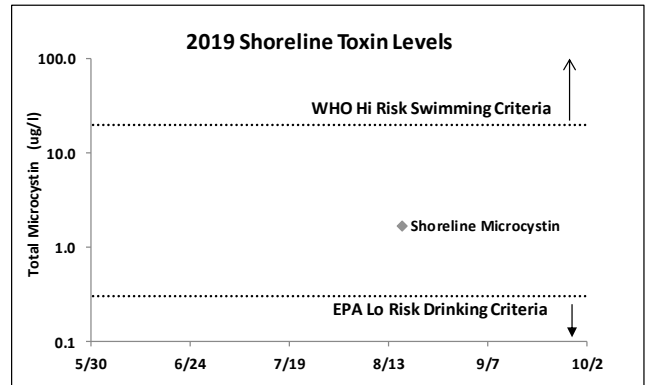 2019 Shoreline Toxin Levels
100.0
WHO Hi Risk Swimming Criteria
10.0
Total Microcystin (ug/l)
Shoreline Microcystin
1.0
EPA Lo Risk Drinking Criteria
0.1
5/30 6/24 7/19 8/13 9/7 10/2